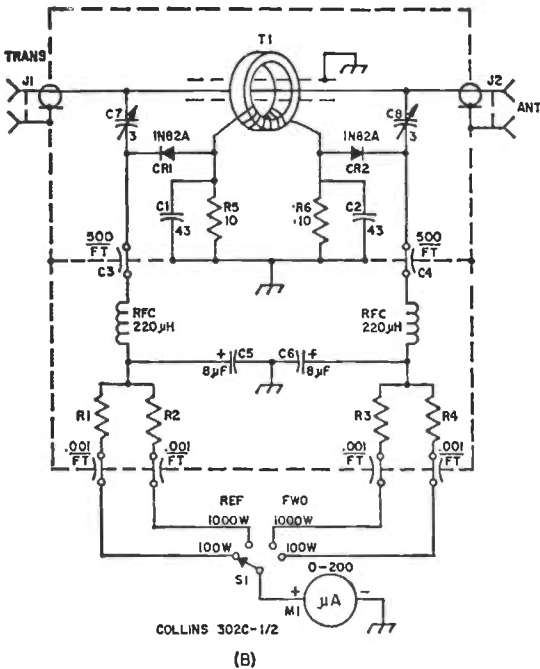 T1
TRANS
J1
J2
ANT
C7
3
C8
3
1N82A
CR1
1N82A
CR2
C1
43
R5
10
R6
10
C2
43
500
FT
C3
500
FT
C4
RFC
220µH
RFC
220µH
+
C5
8µF
C6
+
8µF
R1
R2
R3
R4
.001
FT
.001
FT
.001
FT
.001
FT
REF
FWD
1000W
1000W
100W
100W
S1
0-200
+
µA
-
M1
COLLINS 302C-1/2
(B)